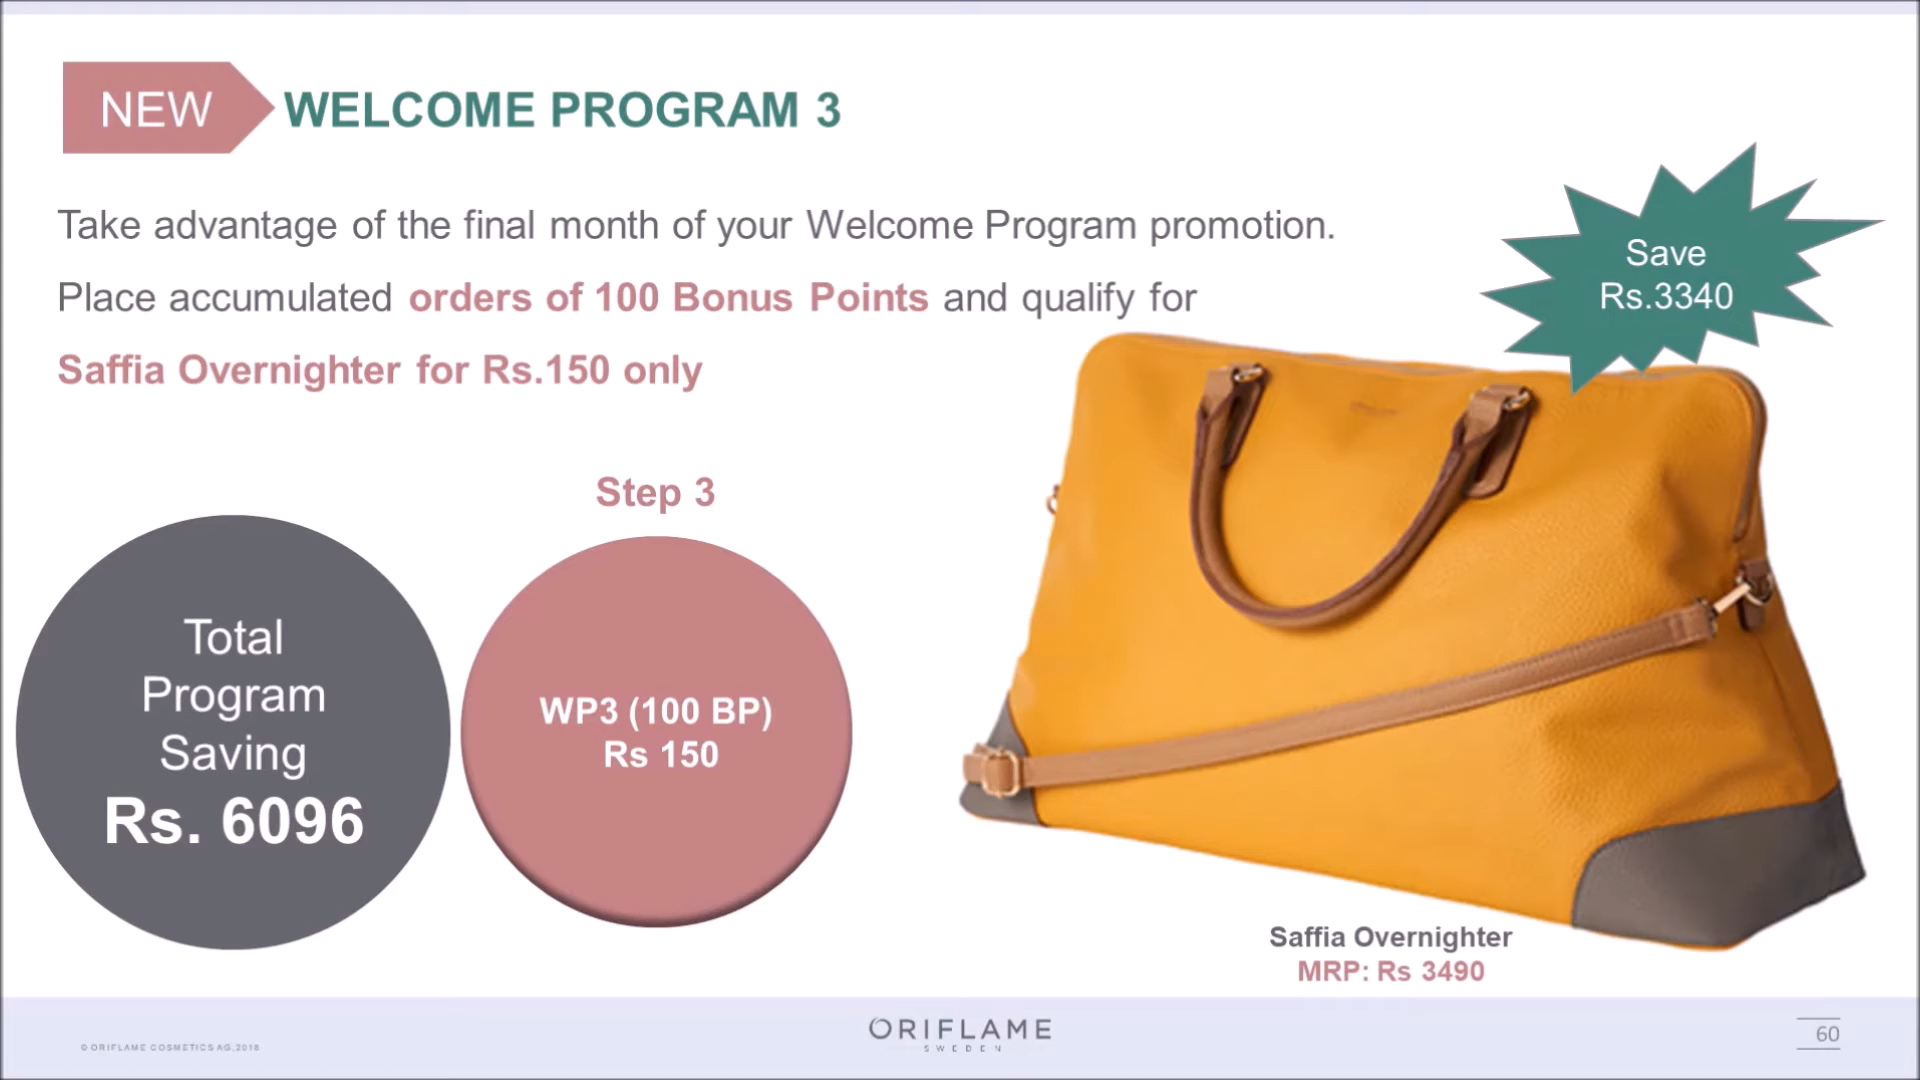 NEW
WELCOME PROGRAM 3
Take advantage of the final month of your Welcome Program promotion.
Place accumulated orders of 100 Bonus Points and qualify for
Saffia Overnighter for Rs.150 only
Save
Rs.3340
Step 3
Total
Program
Saving
Rs. 6096
WP3 (100 BP)
Rs 150
Saffia Overnighter
MRP: Rs 3490
© ORIFLAME COSMETICS AG, 2016
ORIFLAME
SWEDEN
60